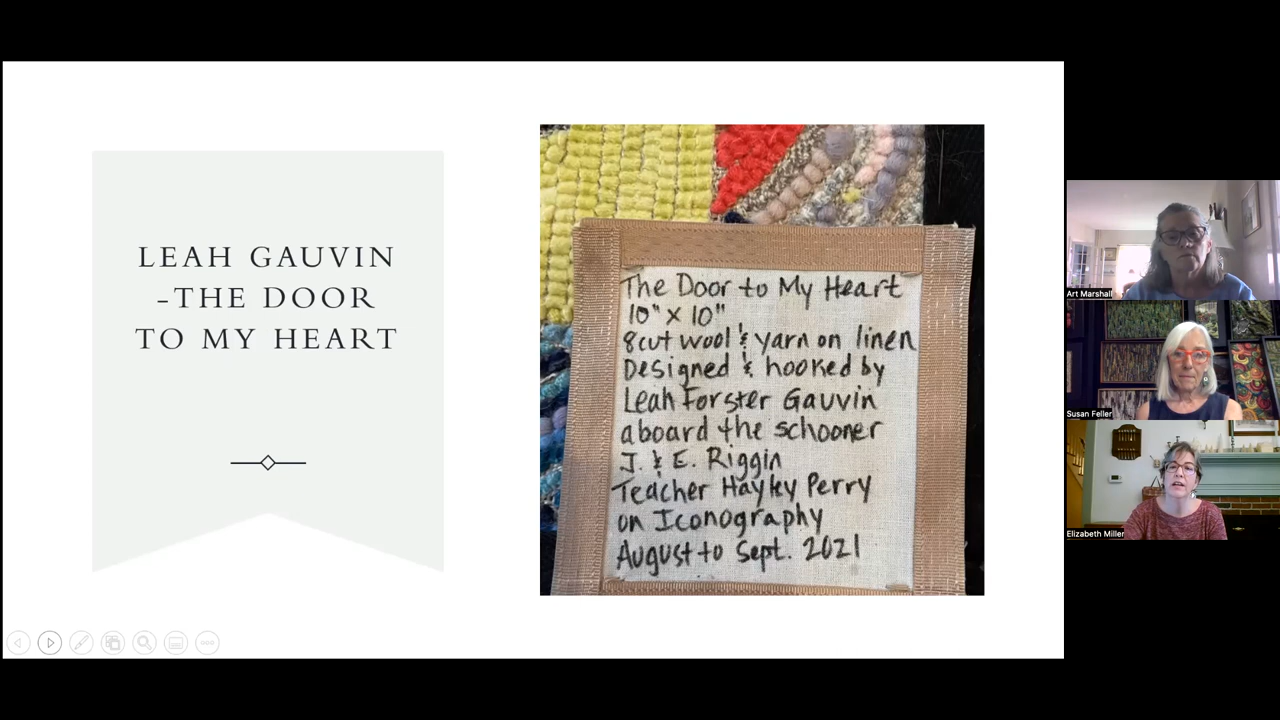 LEAH GAUVIN
-THE DOOR
TO MY HEART
The Door to My Heart
10" x 10"
8cut wool & yarn on linen
Designed & hooked by
Leah Forster Gauvin
aboard the schooner
J. & E. Riggin
Teacher Hayky Perry
on Iconography
August to Sept. 2021
Art Marshall
Susan Feller
Elizabeth Miller